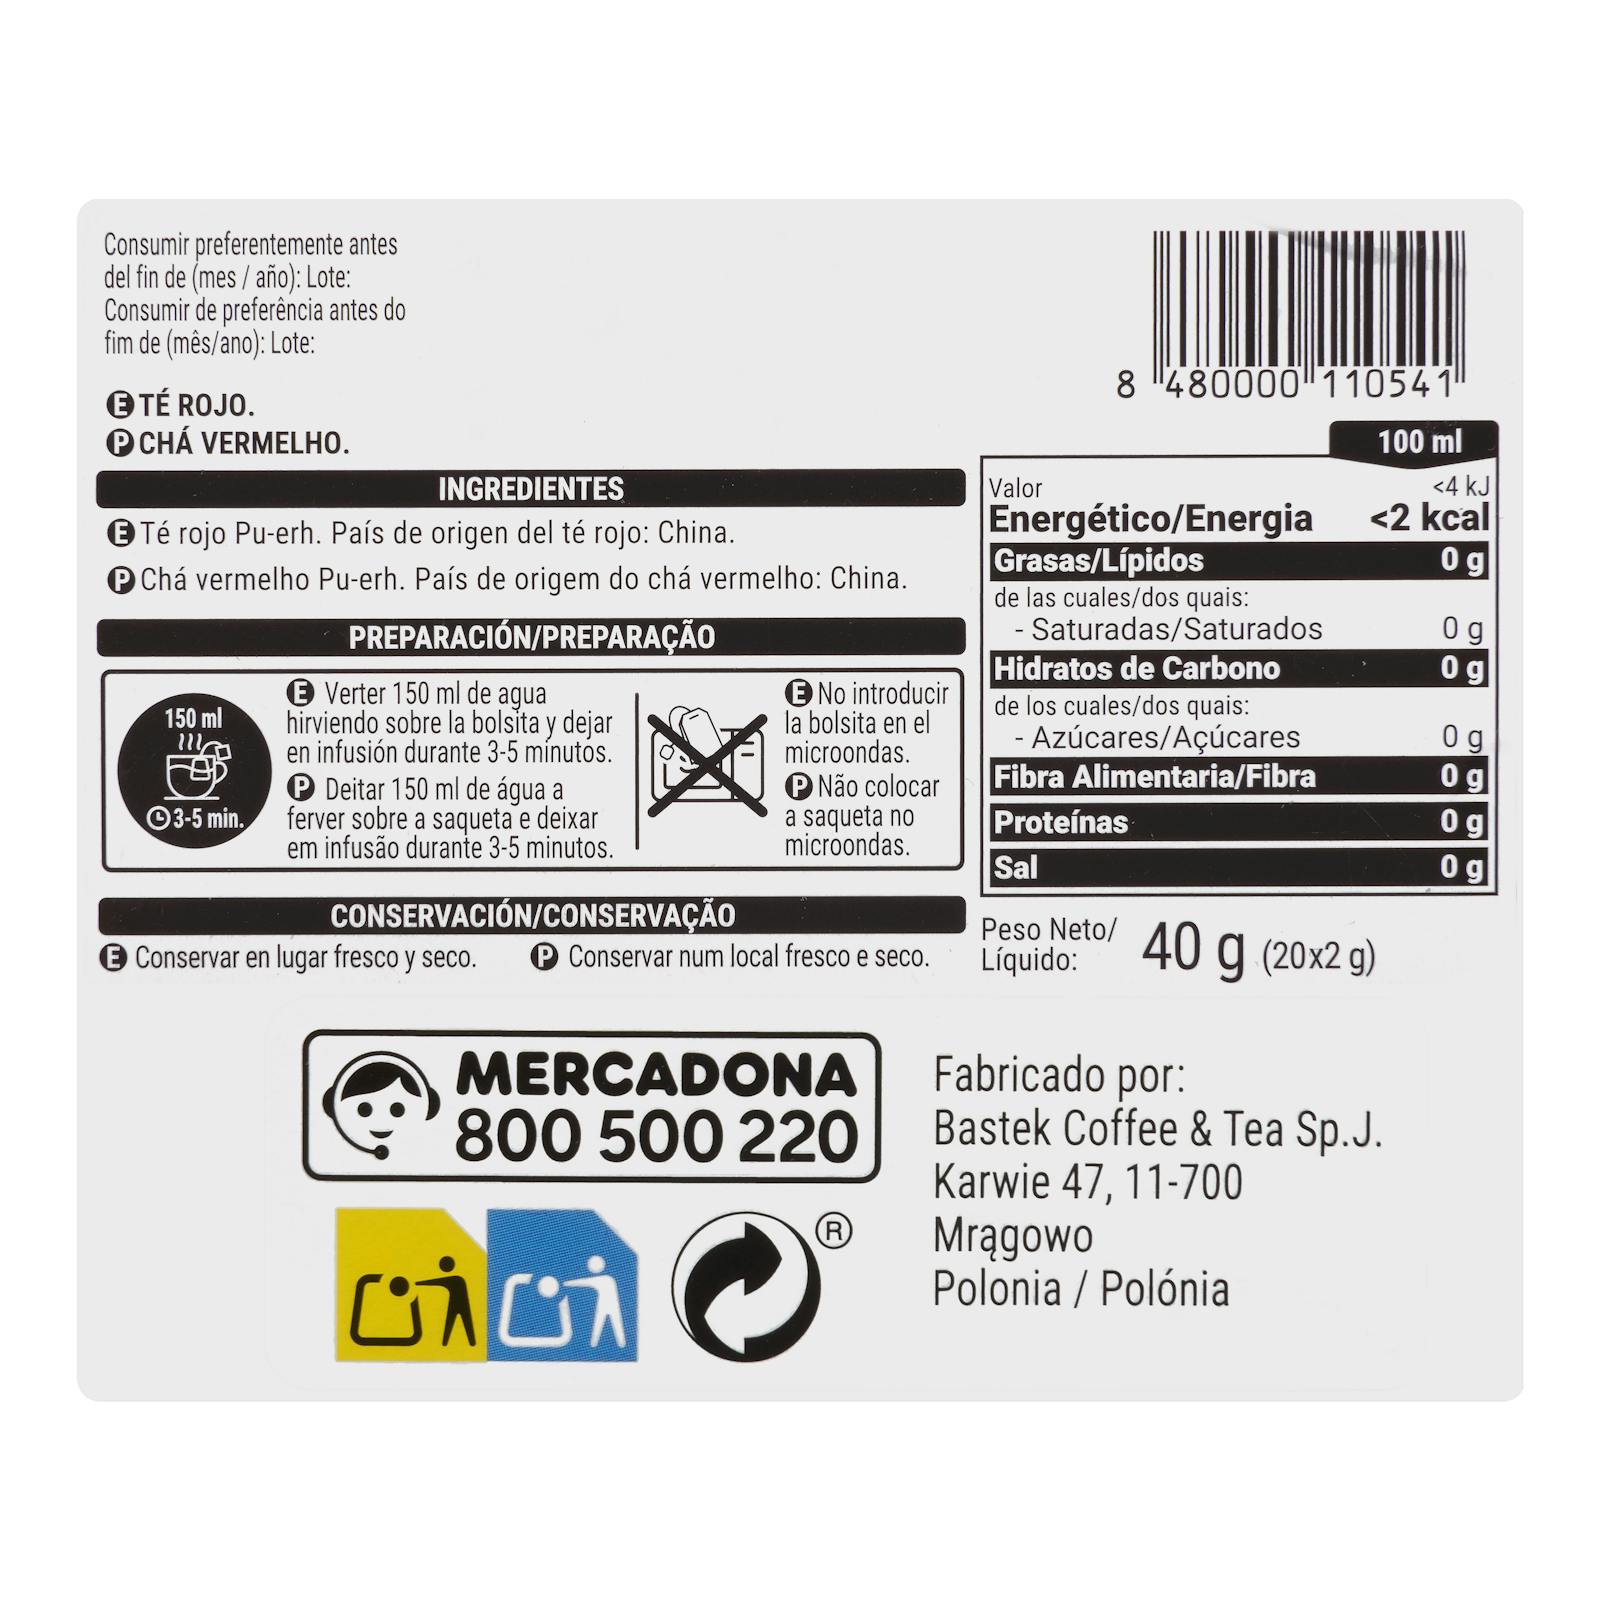 Consumir preferentemente antes
del fin de (mes / año): Lote:
Consumir de preferência antes do
fim de (mês/ano): Lote:
E TÉ ROJO.
P CHÁ VERMELHO.
INGREDIENTES
E Té rojo Pu-erh. País de origen del té rojo: China.
P Chá vermelho Pu-erh. País de origem do chá vermelho: China.
PREPARACIÓN/PREPARAÇÃO
150 ml
3-5 min.
E Verter 150 ml de agua
hirviendo sobre la bolsita y dejar
en infusión durante 3-5 minutos.
P Deitar 150 ml de água a
ferver sobre a saqueta e deixar
em infusão durante 3-5 minutos.
E No introducir
la bolsita en el
microondas.
P Não colocar
a saqueta no
microondas.
CONSERVACIÓN/CONSERVAÇÃO
E Conservar en lugar fresco y seco.
P Conservar num local fresco e seco.
8 480000 110541
100 ml
Valor <4 kJ
Energético/Energia <2 kcal
Grasas/Lípidos 0 g
de las cuales/dos quais:
- Saturadas/Saturados 0 g
Hidratos de Carbono 0 g
de los cuales/dos quais:
- Azúcares/Açúcares 0 g
Fibra Alimentaria/Fibra 0 g
Proteínas 0 g
Sal 0 g
Peso Neto/
Líquido: 40 g (20x2 g)
MERCADONA
800 500 220
®
Fabricado por:
Bastek Coffee & Tea Sp.J.
Karwie 47, 11-700
Mrągowo
Polonia / Polónia